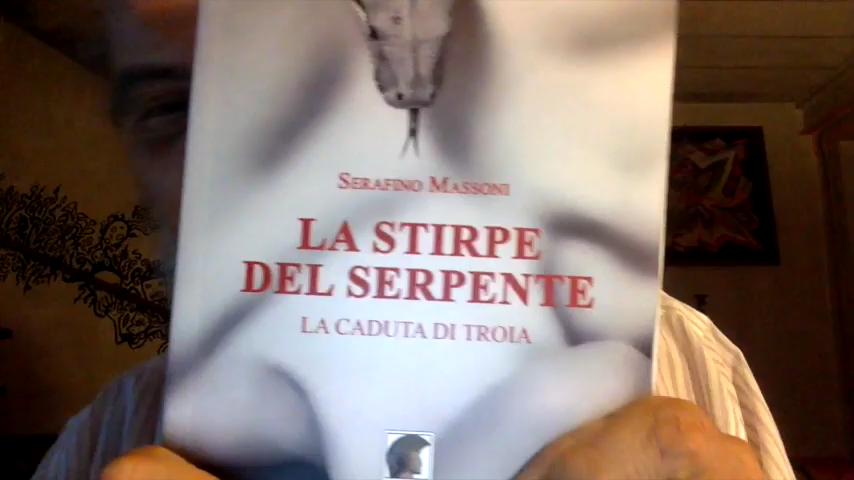 SERAFINO MASSONI
LA STIRPE
DEL SERPENTE
LA CADUTA DI TROIA